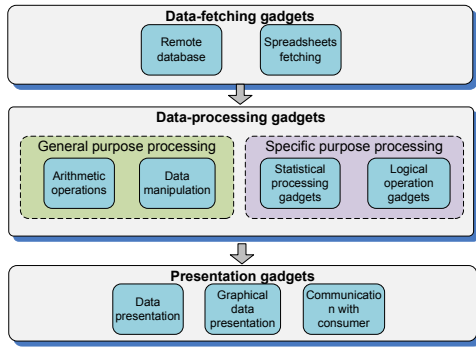 Data-fetching gadgets
Remote
database
Spreadsheets
fetching
Data-processing gadgets
General purpose processing
Arithmetic
operations
Data
manipulation
Specific purpose processing
Statistical
processing
gadgets
Logical
operation
gadgets
Presentation gadgets
Data
presentation
Graphical
data
presentation
Communicatio
n with
consumer